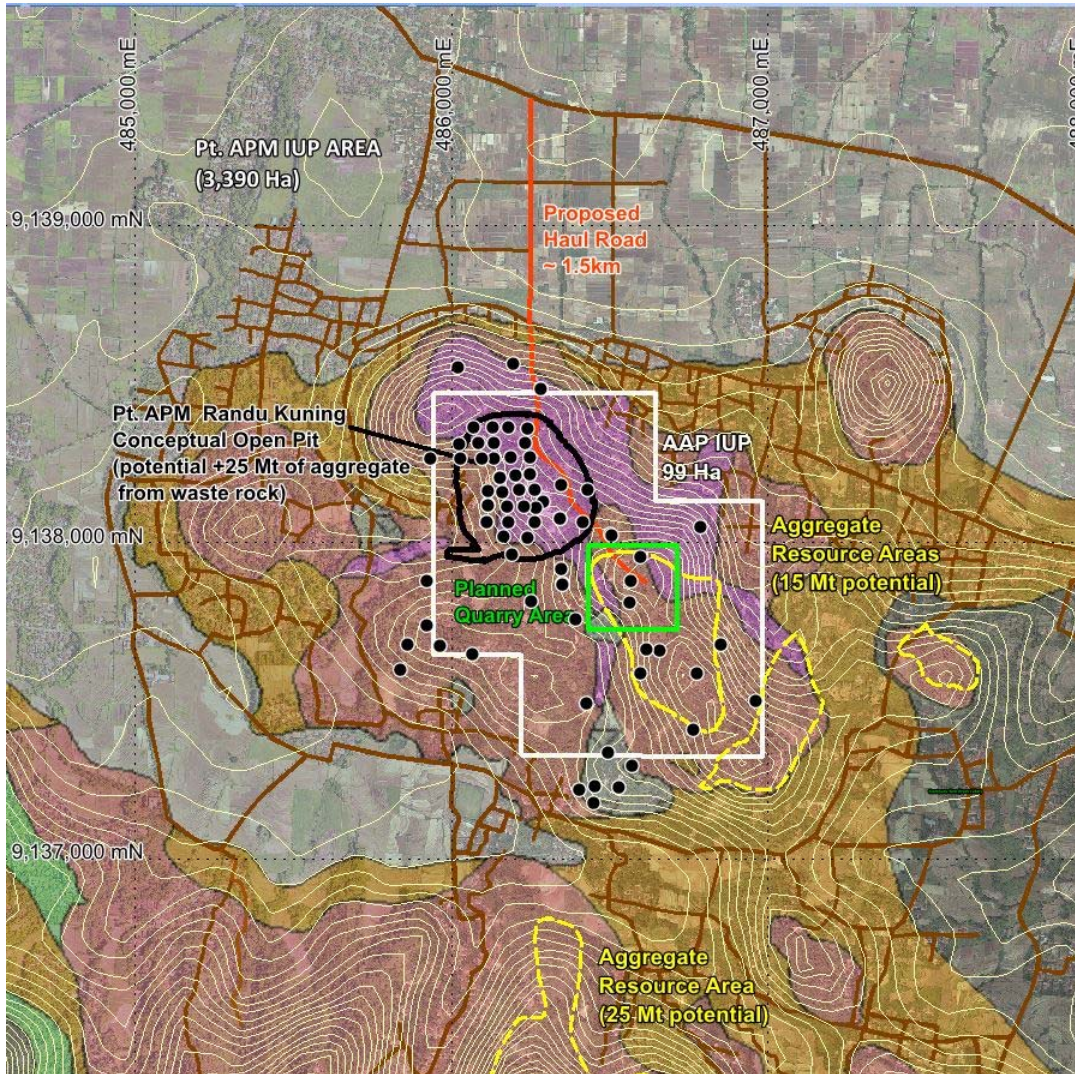 485,000 mE
486,000 mE
487,000 mE
Pt. APM IUP AREA
(3,390 Ha)
9,139,000 mN
Proposed
Haul Road
~ 1.5km
Pt. APM  Randu Kuning
Conceptual Open Pit
(potential +25 Mt of aggregate
from waste rock)
AAP IUP
99 Ha
9,138,000 mN
Aggregate
Resource Areas
(15 Mt potential)
Planned
Quarry Area
9,137,000 mN
Aggregate
Resource Area
(25 Mt potential)